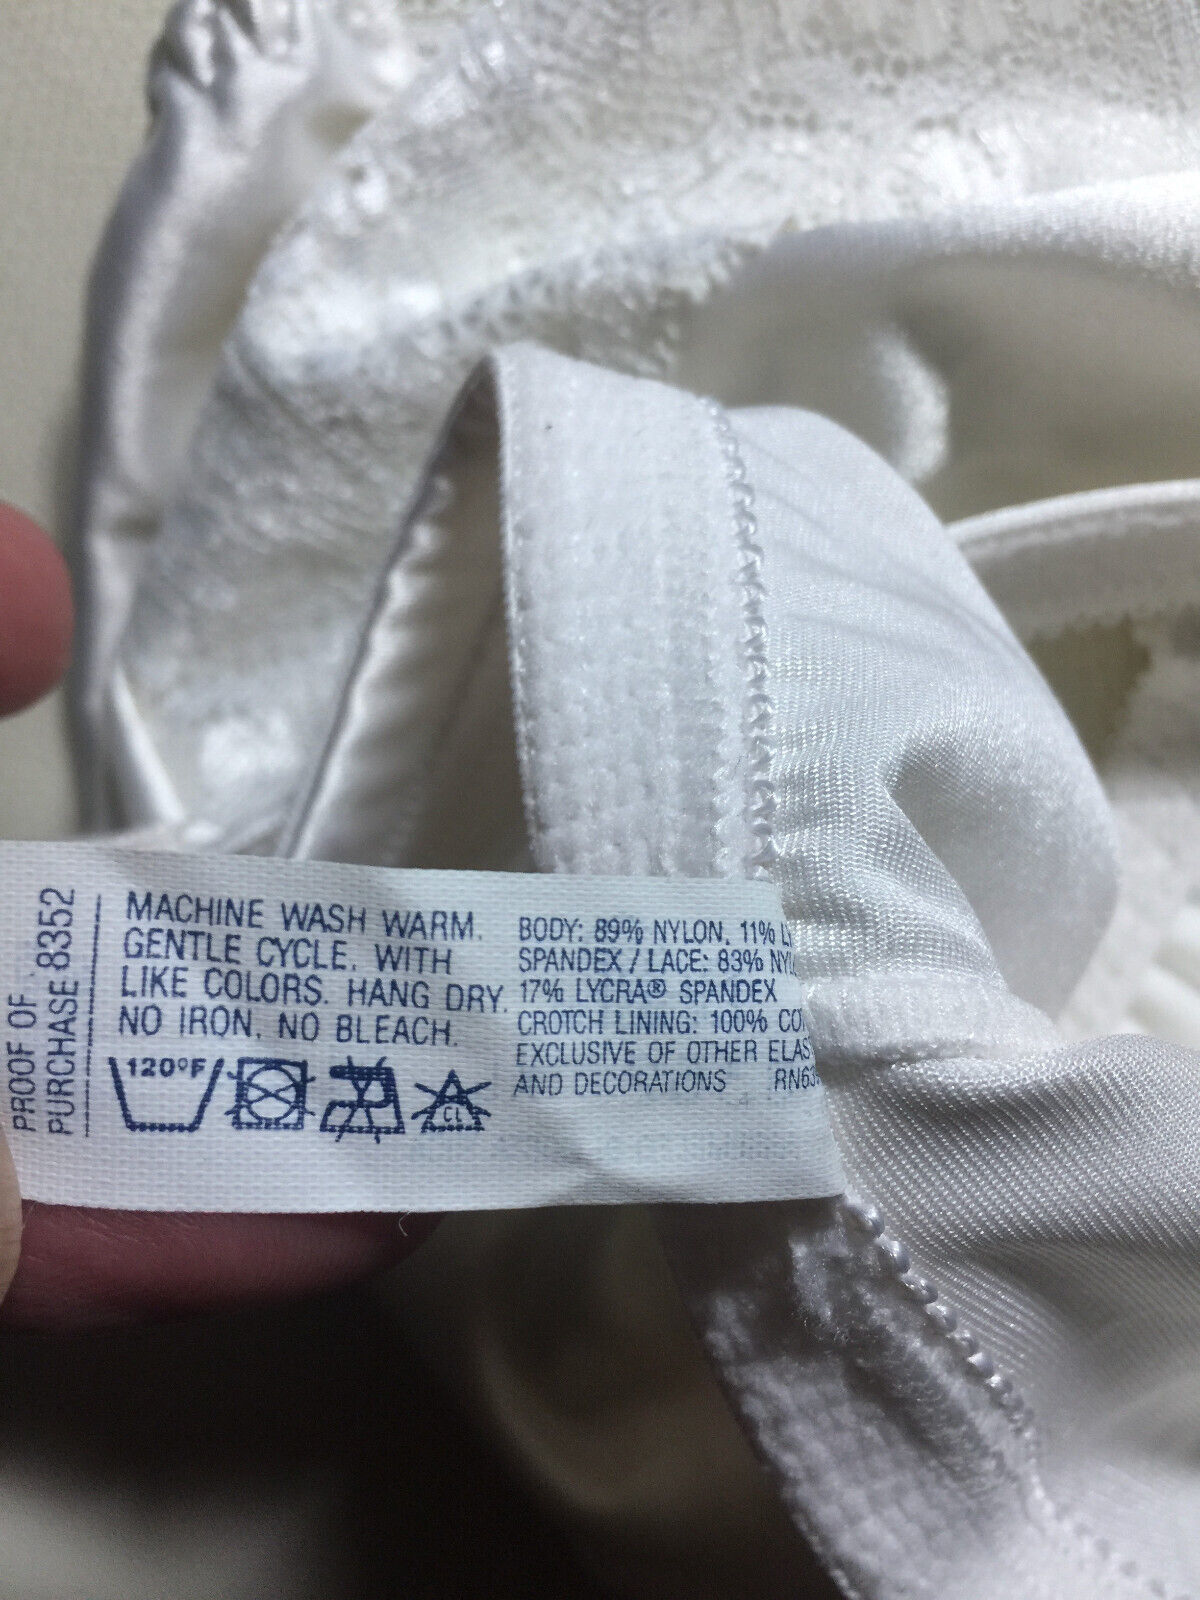 PROOF OF
PURCHASE 8352
MACHINE WASH WARM.
GENTLE CYCLE. WITH
LIKE COLORS. HANG DRY.
NO IRON. NO BLEACH.
120°F
CL
BODY: 89% NYLON. 11%
SPANDEX / LACE: 83%
17% LYCRA® SPANDEX
CROTCH LINING: 100%
EXCLUSIVE OF OTHER
AND DECORATIONS